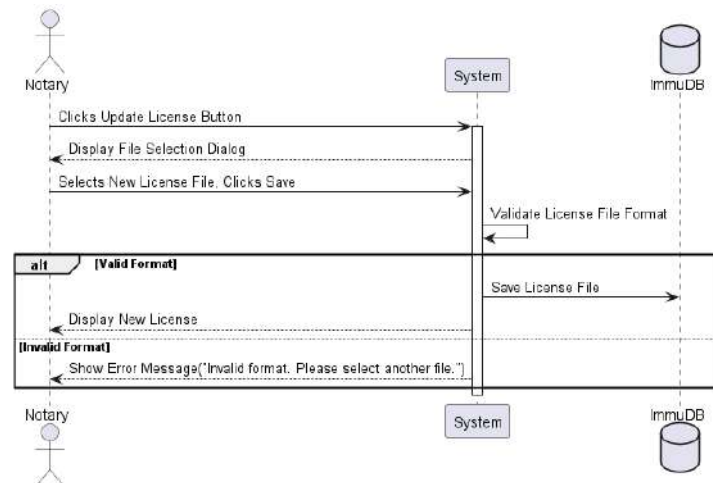 Notary
System
ImmuDB
Clicks Update License Button
Display File Selection Dialog
Selects New License File, Clicks Save
Validate License File Format
alt [Valid Format]
Save License File
Display New License
[Invalid Format]
Show Error Message("Invalid format. Please select another file.")
Notary
System
ImmuDB